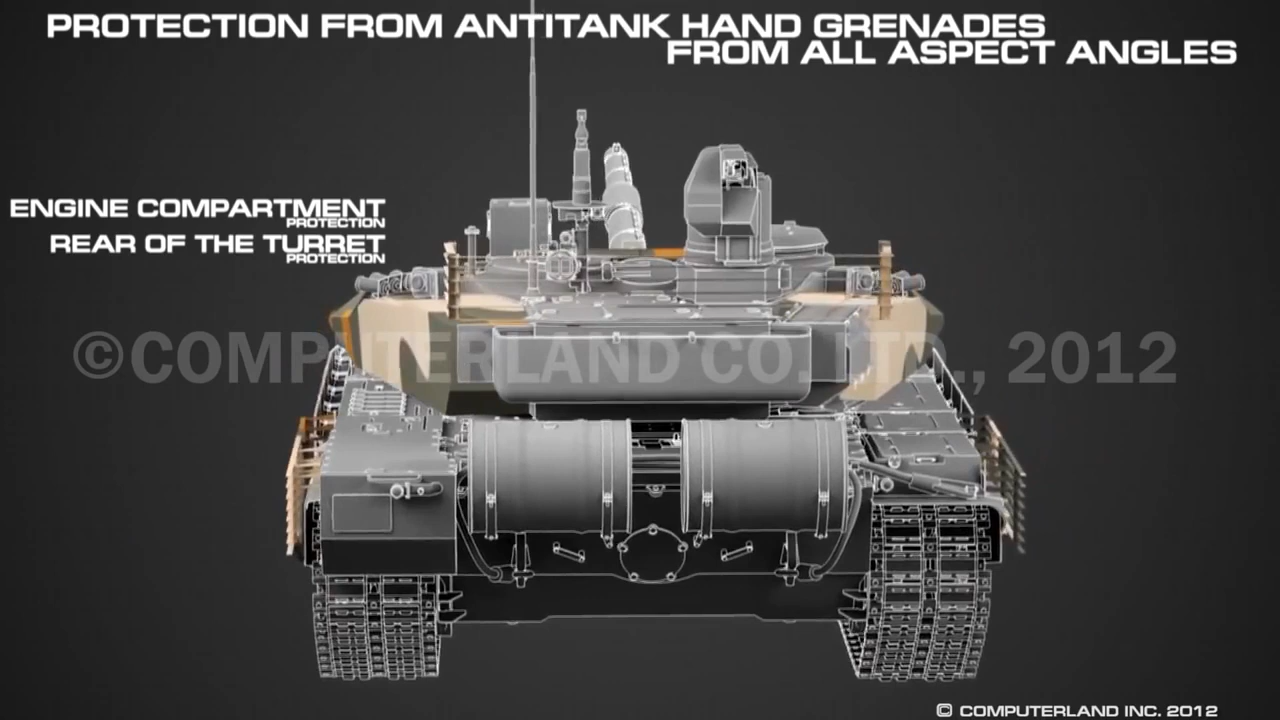 PROTECTION FROM ANTITANK HAND GRENADES
FROM ALL ASPECT ANGLES
ENGINE COMPARTMENT
PROTECTION
REAR OF THE TURRET
PROTECTION
©COMPUTERLAND CO. LTD., 2012
© COMPUTERLAND INC. 2012